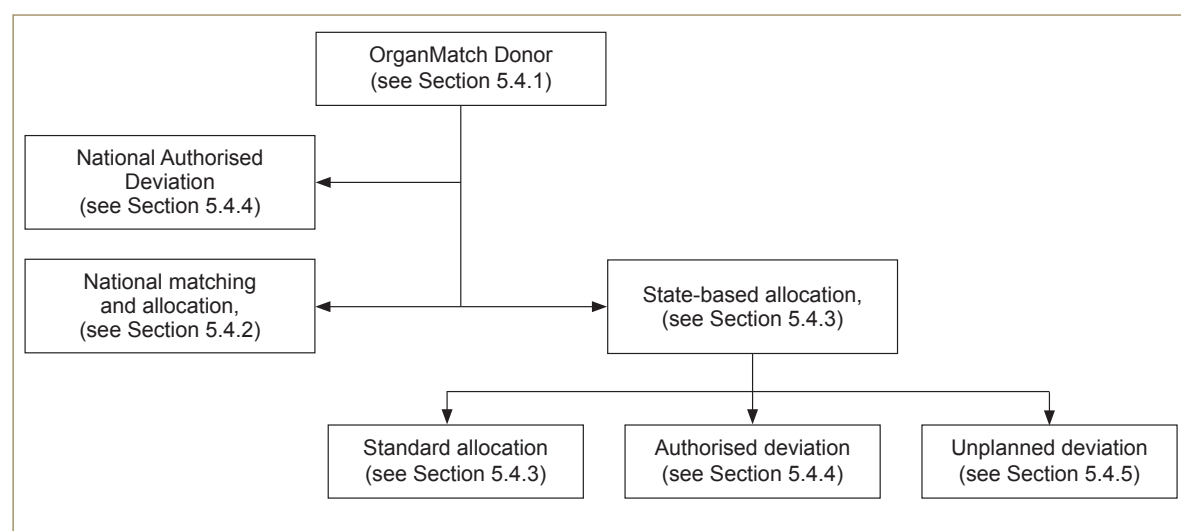 OrganMatch Donor
(see Section 5.4.1)
National Authorised
Deviation
(see Section 5.4.4)
National matching
and allocation,
(see Section 5.4.2)
State-based allocation,
(see Section 5.4.3)
Standard allocation
(see Section 5.4.3)
Authorised deviation
(see Section 5.4.4)
Unplanned deviation
(see Section 5.4.5)